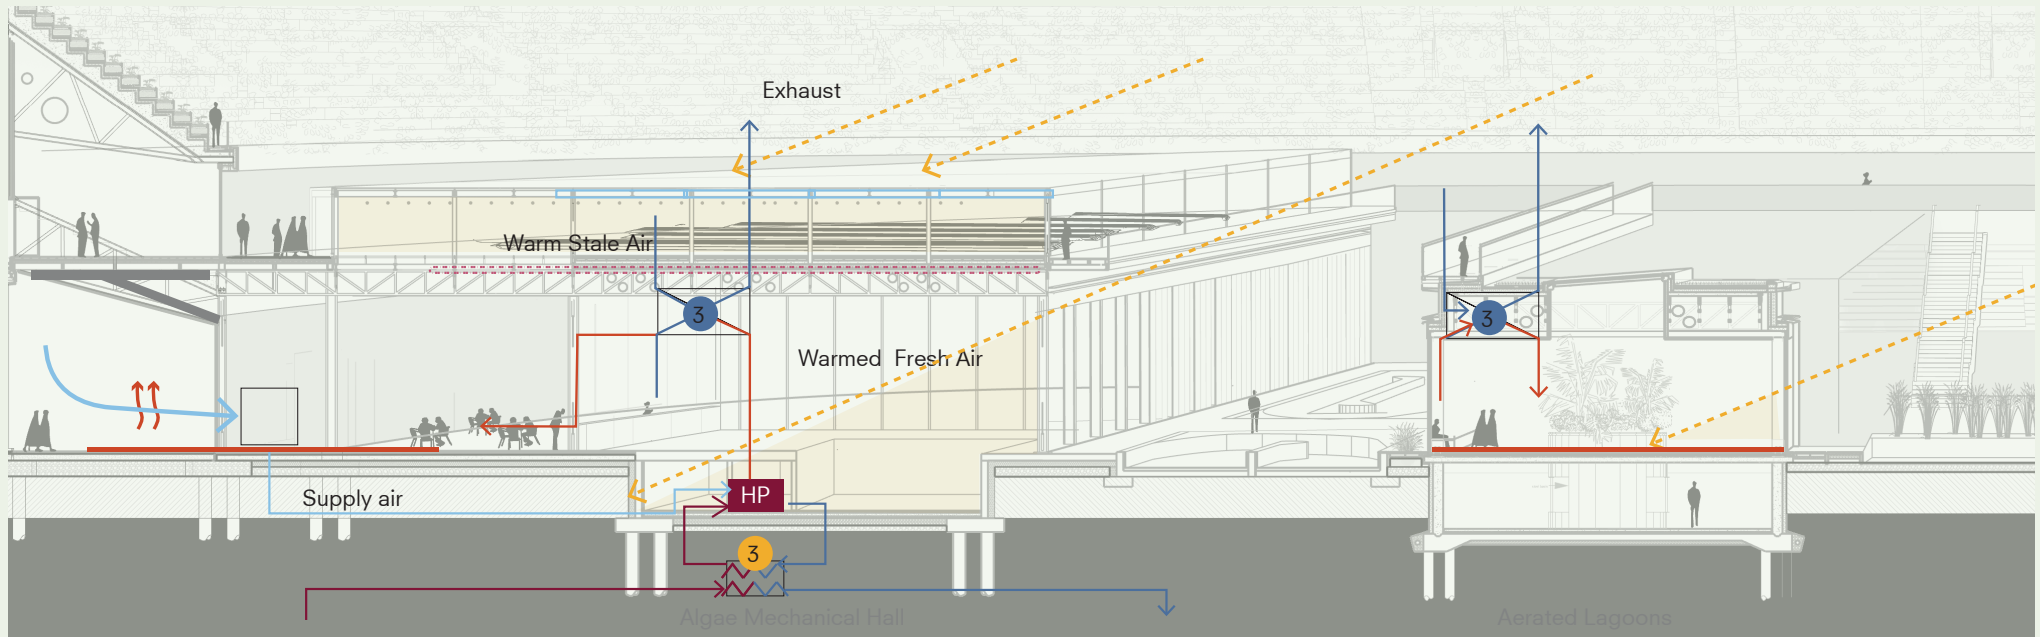 Exhaust
Warm Stale Air
3
3
Warmed Fresh Air
Supply air
HP
3
Algae Mechanical Hall
Aerated Lagoons